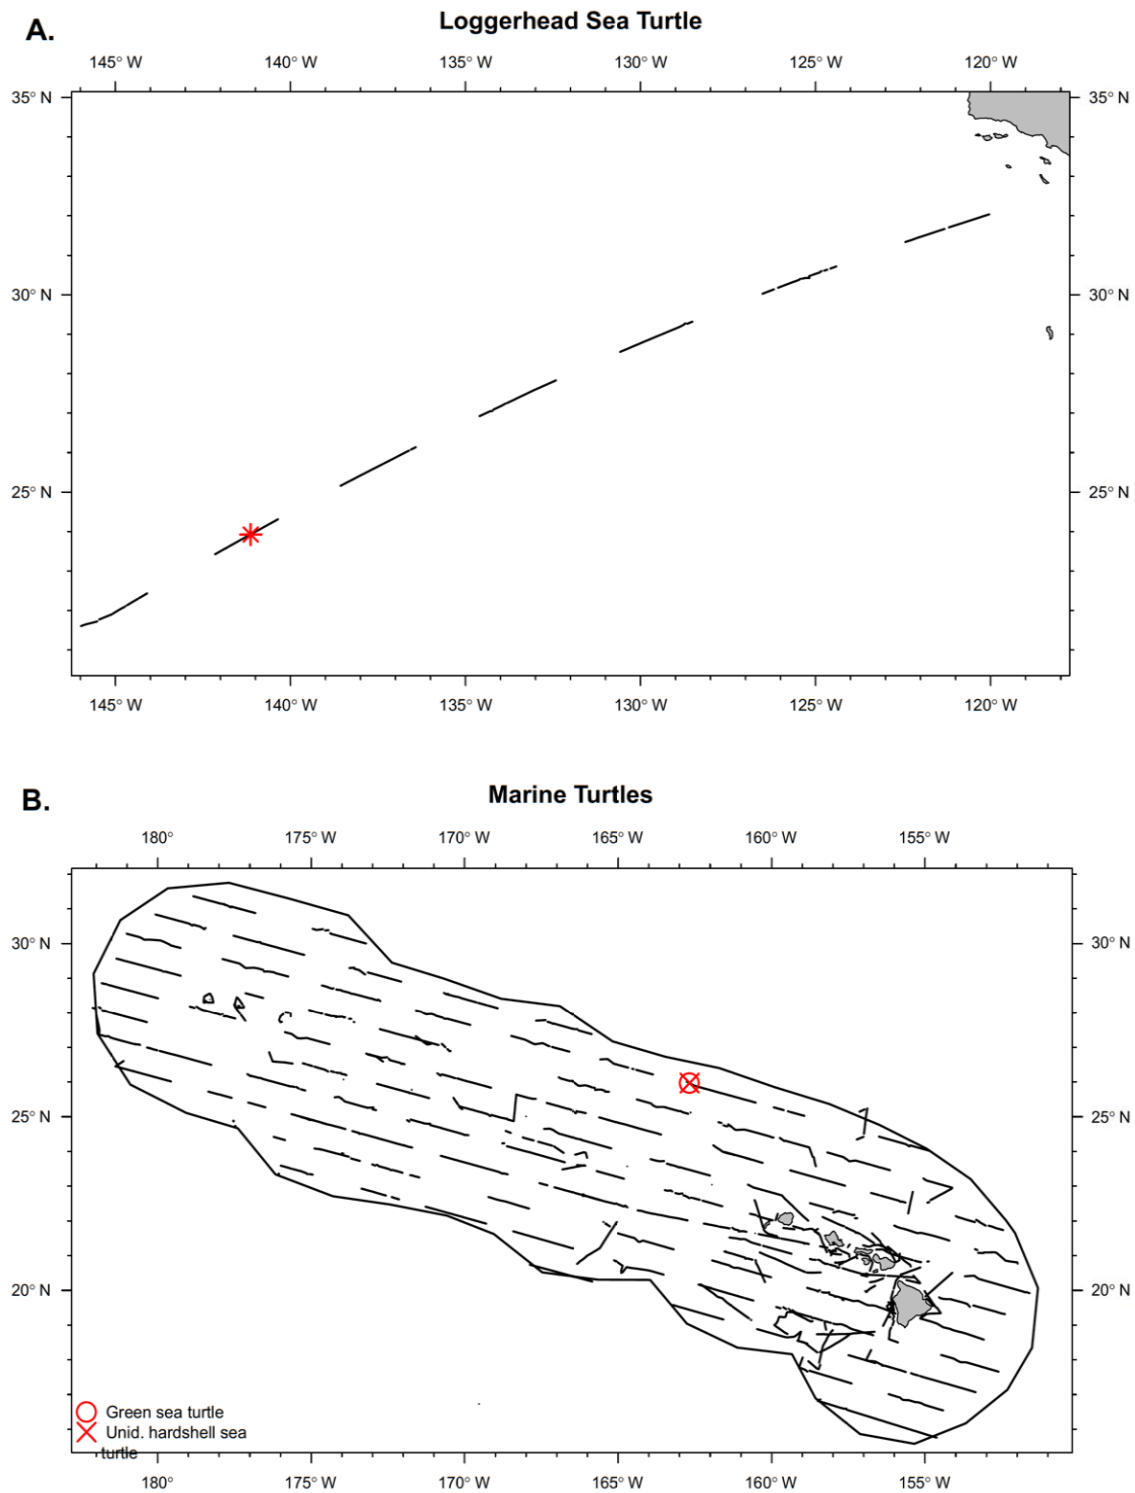 A.
Loggerhead Sea Turtle
145° W 140° W 135° W 130° W 125° W 120° W
35° N 35° N
30° N 30° N
25° N 25° N
145° W 140° W 135° W 130° W 125° W 120° W
B.
Marine Turtles
180° 175° W 170° W 165° W 160° W 155° W
30° N 30° N
25° N 25° N
20° N 20° N
Green sea turtle
Unid. hardshell sea
turtle
180° 175° W 170° W 165° W 160° W 155° W